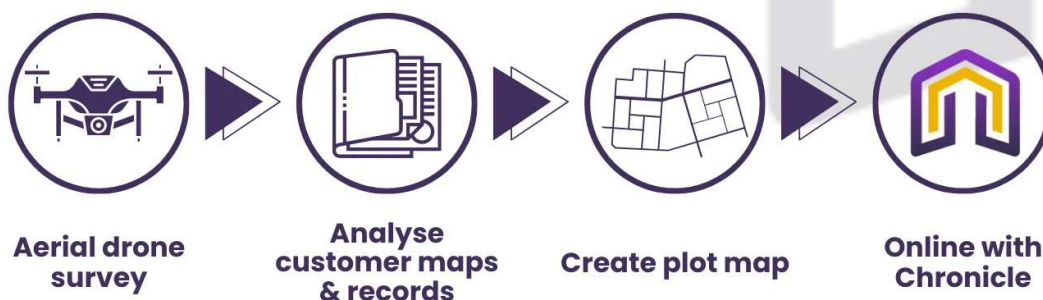 Aerial drone
survey
Analyse
customer maps
& records
Create plot map
Online with
Chronicle